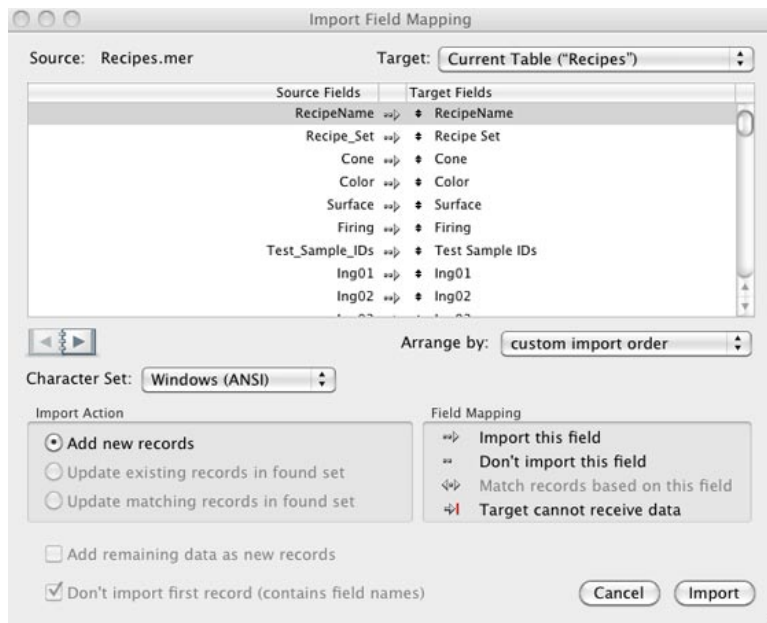 Import Field Mapping
Source: Recipes.mer Target: Current Table ("Recipes")
Source Fields Target Fields
RecipeName RecipeName
Recipe_Set Recipe Set
Cone Cone
Color Color
Surface Surface
Firing Firing
Test_Sample_IDs Test Sample IDs
Ing01 Ing01
Ing02 Ing02
Arrange by: custom import order
Character Set: Windows (ANSI)
Import Action Field Mapping
Add new records Import this field
Update existing records in found set Don't import this field
Update matching records in found set Match records based on this field
Target cannot receive data
Add remaining data as new records
Don't import first record (contains field names) Cancel Import